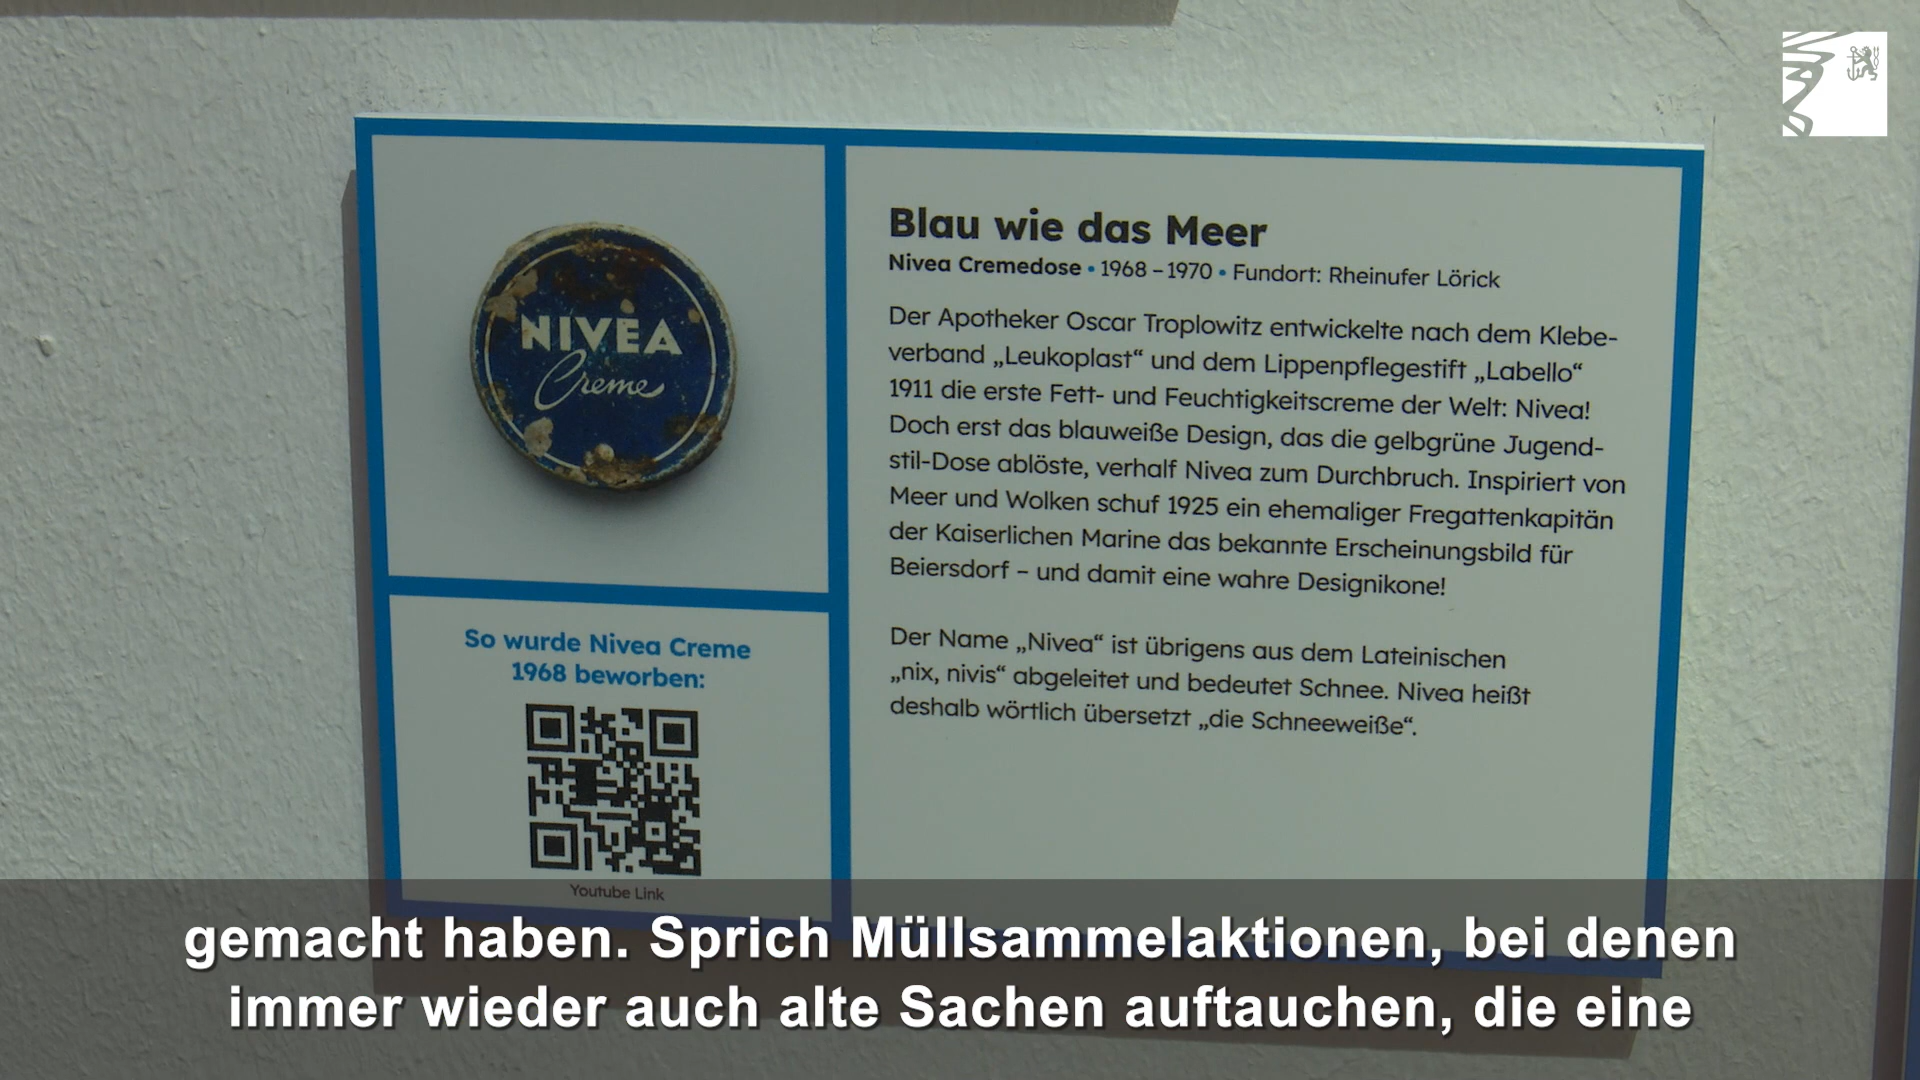 NIVEA
Creme
So wurde Nivea Creme
1968 beworben:
Youtube Link
Blau wie das Meer
Nivea Cremedose • 1968 – 1970 • Fundort: Rheinufer Lörick
Der Apotheker Oscar Troplowitz entwickelte nach dem Klebe-
verband „Leukoplast“ und dem Lippenpflegestift „Labello“
1911 die erste Fett- und Feuchtigkeitscreme der Welt: Nivea!
Doch erst das blauweiße Design, das die gelbgrüne Jugend-
stil-Dose ablöste, verhalf Nivea zum Durchbruch. Inspiriert von
Meer und Wolken schuf 1925 ein ehemaliger Fregattenkapitän
der Kaiserlichen Marine das bekannte Erscheinungsbild für
Beiersdorf – und damit eine wahre Designikone!
Der Name „Nivea“ ist übrigens aus dem Lateinischen
„nix, nivis“ abgeleitet und bedeutet Schnee. Nivea heißt
deshalb wörtlich übersetzt „die Schneeweiße“.
gemacht haben. Sprich Müllsammelaktionen, bei denen
immer wieder auch alte Sachen auftauchen, die eine